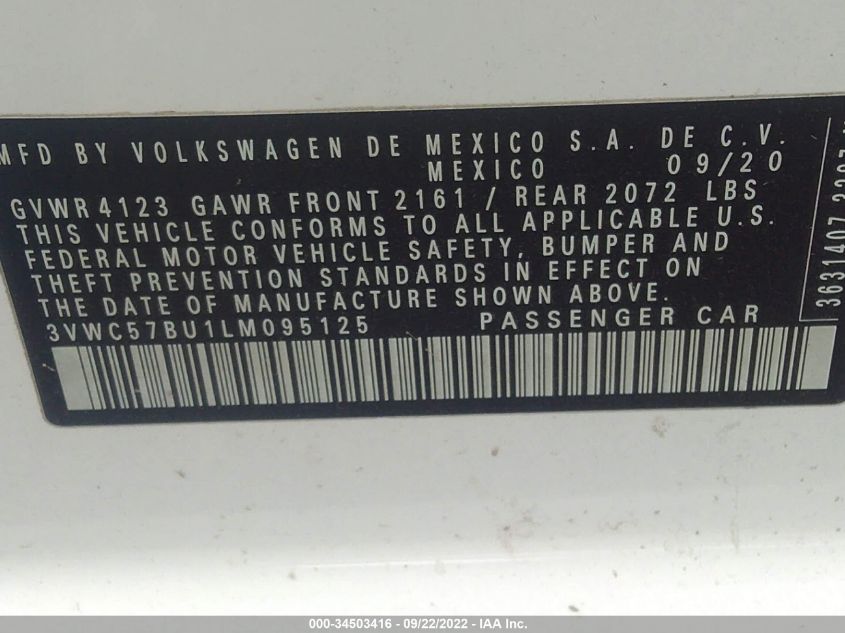 MFD BY VOLKSWAGEN DE MEXICO S.A. DE C.V.
MEXICO 09/20
GVWR 4123 GAWR FRONT 2161 / REAR 2072 LBS
THIS VEHICLE CONFORMS TO ALL APPLICABLE U.S.
FEDERAL MOTOR VEHICLE SAFETY, BUMPER AND
THEFT PREVENTION STANDARDS IN EFFECT ON
THE DATE OF MANUFACTURE SHOWN ABOVE.
3VWC57BU1LM095125 PASSENGER CAR
3631407
000-34503416 - 09/22/2022 - IAA Inc.